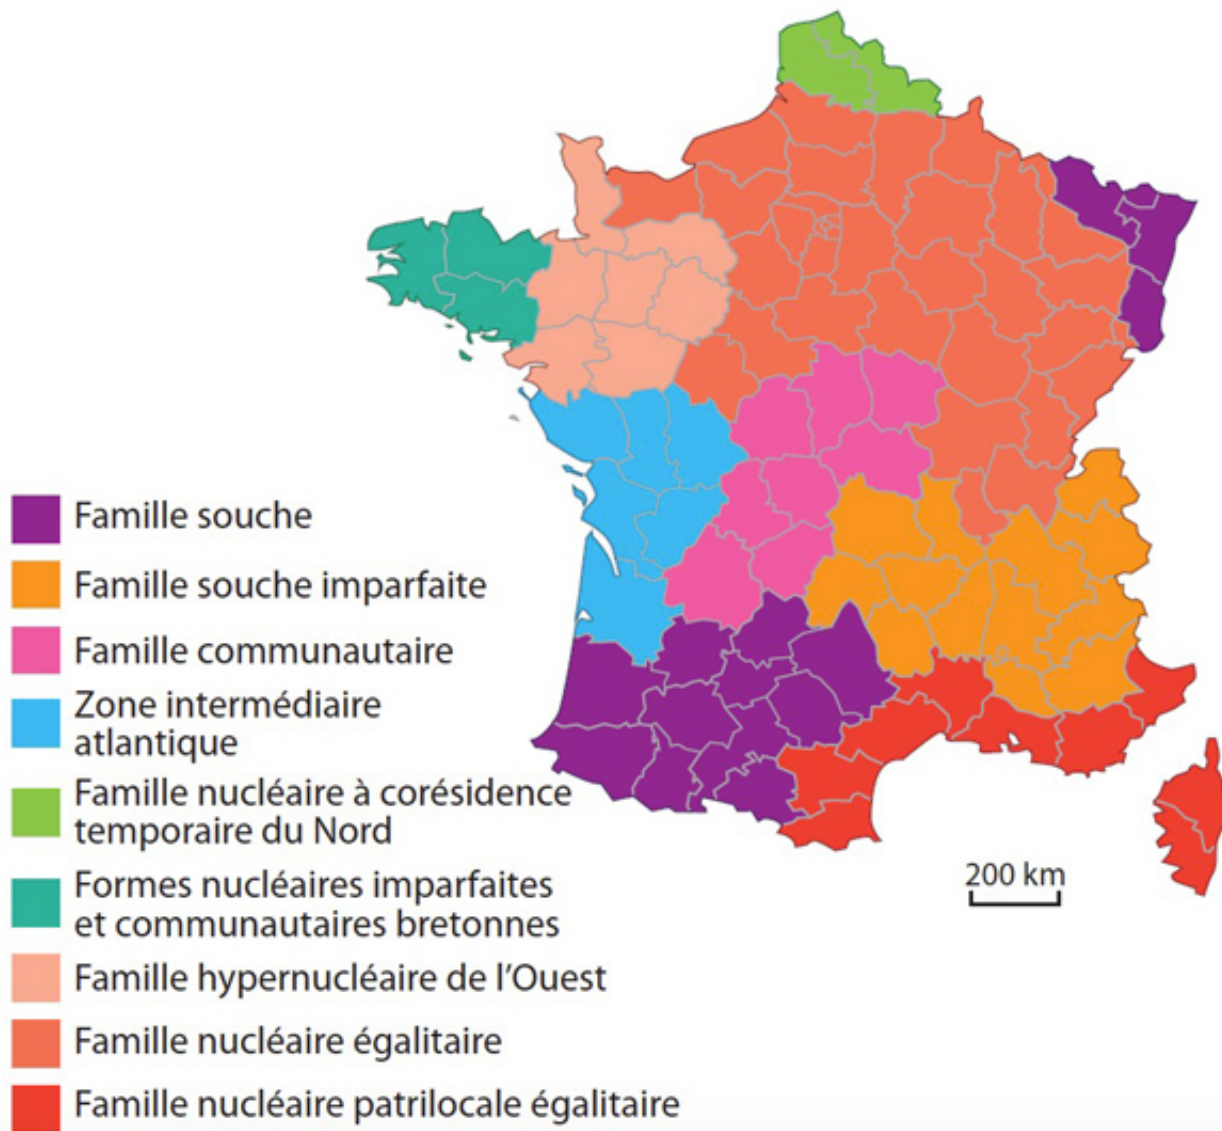 Famille souche
Famille souche imparfaite
Famille communautaire
Zone intermédiaire
atlantique
Famille nucléaire à corésidence
temporaire du Nord
Formes nucléaires imparfaites
et communautaires bretonnes
Famille hypernucléaire de l'Ouest
Famille nucléaire égalitaire
Famille nucléaire patrilocale égalitaire
200 km